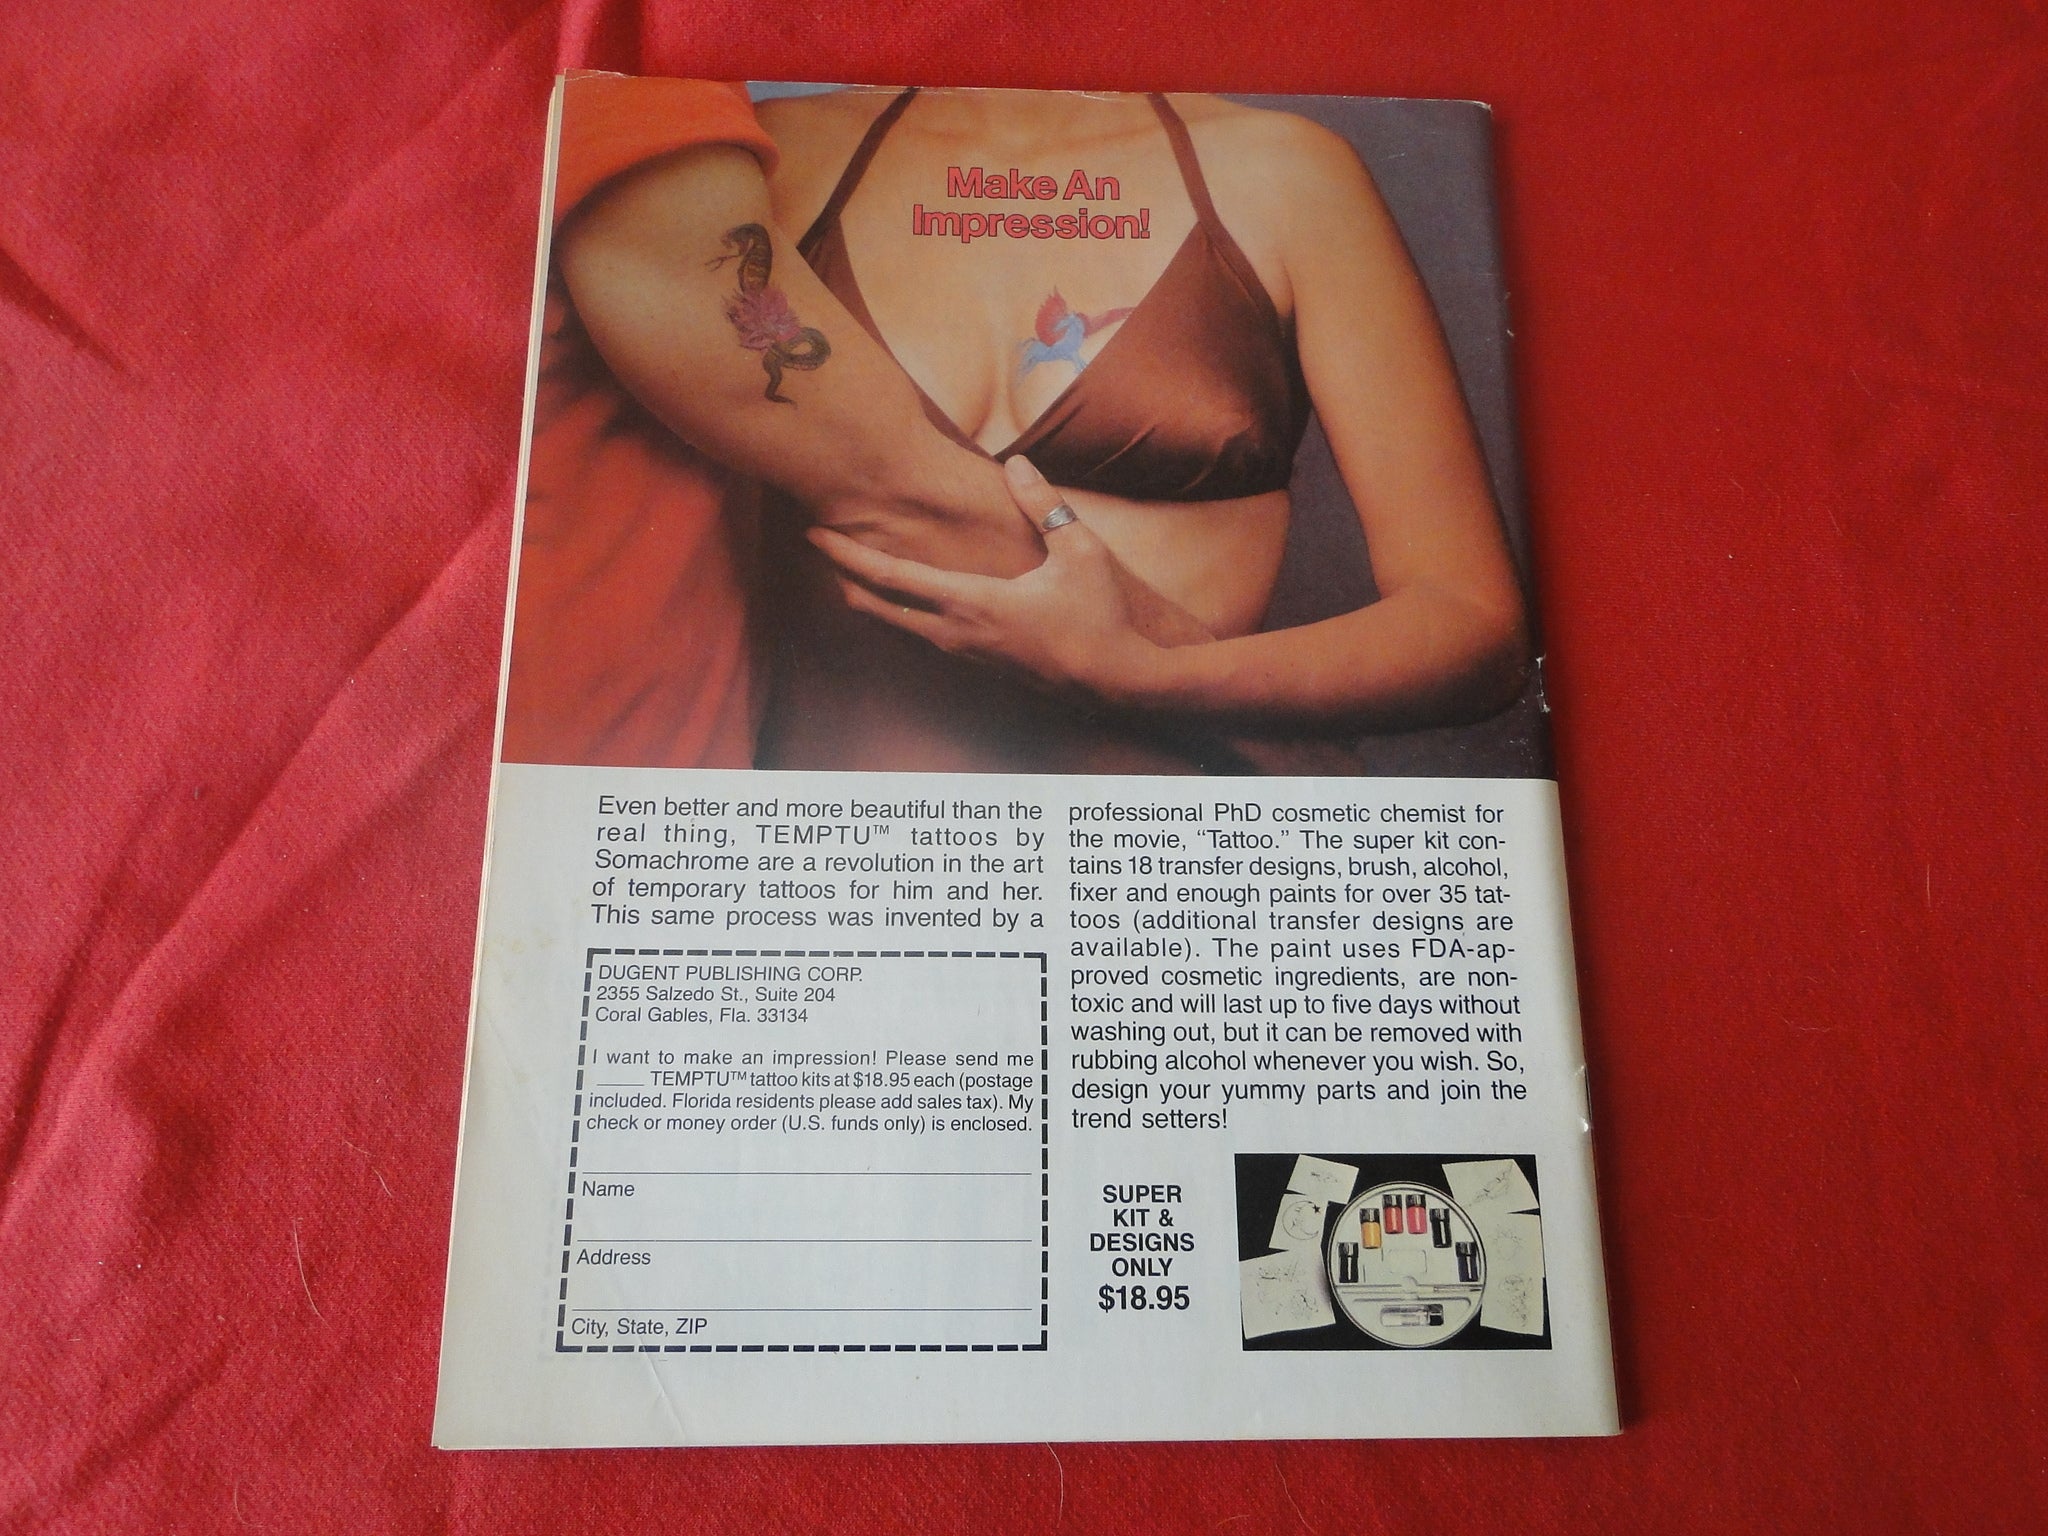 Make An
Impression!
Even better and more beautiful than the
real thing, TEMPTU™ tattoos by
Somachrome are a revolution in the art
of temporary tattoos for him and her.
This same process was invented by a
professional PhD cosmetic chemist for
the movie, “Tattoo.” The super kit con-
tains 18 transfer designs, brush, alcohol,
fixer and enough paints for over 35 tat-
toos (additional transfer designs are
available). The paint uses FDA-ap-
proved cosmetic ingredients, are non-
toxic and will last up to five days without
washing out, but it can be removed with
rubbing alcohol whenever you wish. So,
design your yummy parts and join the
trend setters!
DUGENT PUBLISHING CORP.
2355 Salzedo St., Suite 204
Coral Gables, Fla. 33134
I want to make an impression! Please send me
_____ TEMPTU™ tattoo kits at $18.95 each (postage
included. Florida residents please add sales tax). My
check or money order (U.S. funds only) is enclosed.
Name
Address
City, State, ZIP
SUPER
KIT &
DESIGNS
ONLY
$18.95